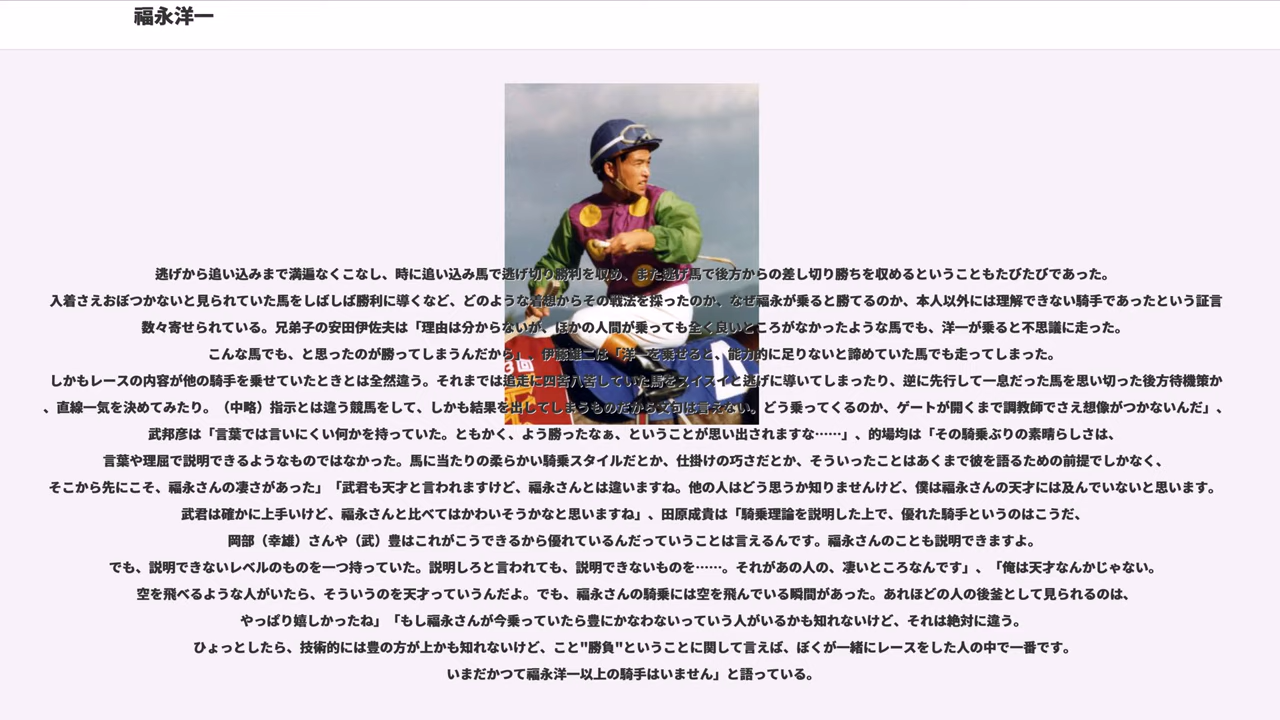 福永洋一
逃げから追い込みまで満遍なくこなし、時に追い込み馬で逃げ切り勝利を収め、また逃げ馬で後方からの差し切り勝ちを収めるということもたびたびであった。
入着さえおぼつかないと見られていた馬をしばしば勝利に導くなど、どのような着想からその戦法を採ったのか、なぜ福永が乗ると勝てるのか、本人以外には理解できない騎手であったという証言
数々寄せられている。兄弟子の安田伊佐夫は「理由は分からないが、ほかの人間が乗っても全く良いところがなかったような馬でも、洋一が乗ると不思議に走った。
こんな馬でも、と思ったのが勝ってしまうんだから」、伊藤雄二は「洋一を乗せると、能力的に足りないと諦めていた馬でも走ってしまった。
しかもレースの内容が他の騎手を乗せていたときとは全然違う。それまでは追走に四苦八苦していた馬をスイスイと逃げに導いてしまったり、逆に先行して一息だった馬を思い切った後方待機策か
、直線一気を決めてみたり。（中略）指示とは違う競馬をして、しかも結果を出してしまうものだから文句は言えない。どう乗ってくるのか、ゲートが開くまで調教師でさえ想像がつかないんだ」、
武邦彦は「言葉では言いにくい何かを持っていた。ともかく、よう勝ったなぁ、ということが思い出されますな……」、的場均は「その騎乗ぶりの素晴らしさは、
言葉や理屈で説明できるようなものではなかった。馬に当たりの柔らかい騎乗スタイルだとか、仕掛けの巧さだとか、そういったことはあくまで彼を語るための前提でしかなく、
そこから先にこそ、福永さんの凄さがあった」「武君も天才と言われますけど、福永さんとは違いますね。他の人はどう思うか知りませんけど、僕は福永さんの天才には及んでいないと思います。
武君は確かに上手いけど、福永さんと比べてはかわいそうかなと思いますね」、田原成貴は「騎乗理論を説明した上で、優れた騎手というのはこうだ、
岡部（幸雄）さんや（武）豊はこれがこうできるから優れているんだっていうことは言えるんです。福永さんのことも説明できますよ。
でも、説明できないレベルのものを一つ持っていた。説明しろと言われても、説明できないものを……。それがあの人の、凄いところなんです」、「俺は天才なんかじゃない。
空を飛べるような人がいたら、そういうのを天才っていうんだよ。でも、福永さんの騎乗には空を飛んでいる瞬間があった。あれほどの人の後釜として見られるのは、
やっぱり嬉しかったね」「もし福永さんが今乗っていたら豊にかなわないっていう人がいるかも知れないけど、それは絶対に違う。
ひょっとしたら、技術的には豊の方が上かも知れないけど、こと"勝負"ということに関して言えば、ぼくが一緒にレースをした人の中で一番です。
いまだかつて福永洋一以上の騎手はいません」と語っている。
4